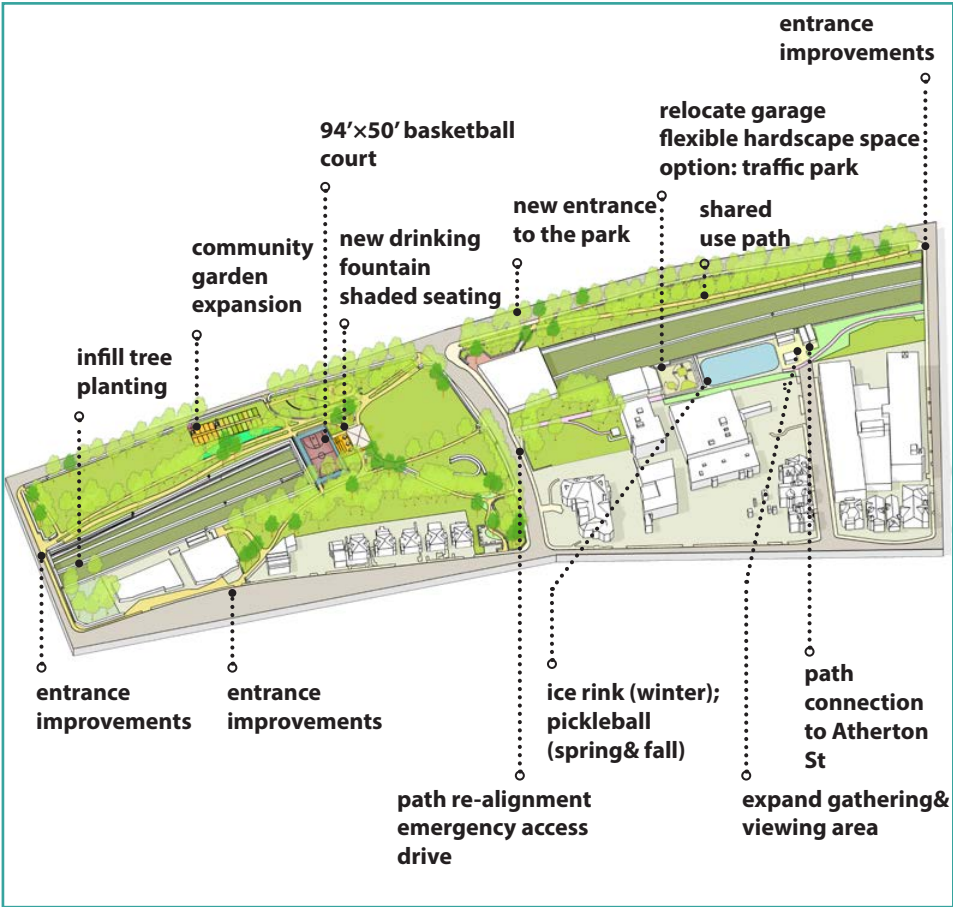 entrance
improvements
relocate garage
flexible hardscape space
option: traffic park
94'×50' basketball
court
new entrance
to the park
shared
use path
community
garden
expansion
new drinking
fountain
shaded seating
infill tree
planting
entrance
improvements
entrance
improvements
ice rink (winter);
pickleball
(spring& fall)
path
connection
to Atherton
St
path re-alignment
emergency access
drive
expand gathering&
viewing area